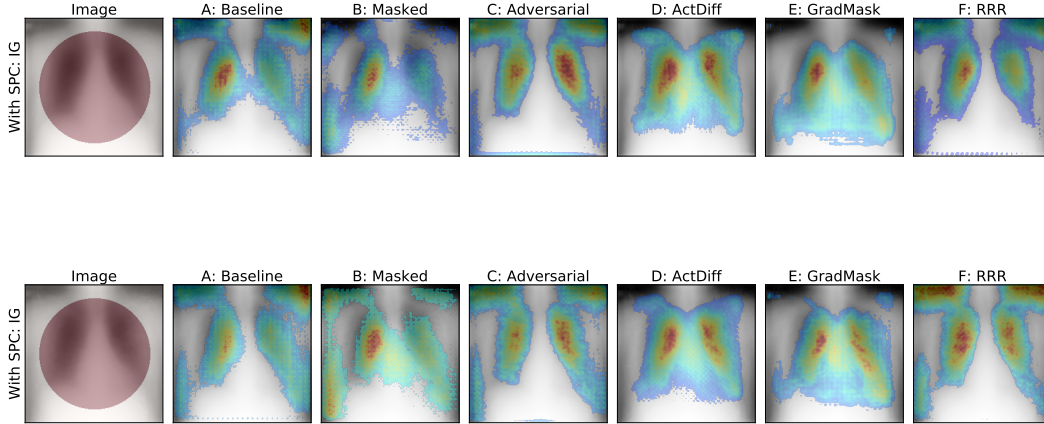 With SPC: IG
Image
A: Baseline
B: Masked
C: Adversarial
D: ActDiff
E: GradMask
F: RRR
With SPC: IG
Image
A: Baseline
B: Masked
C: Adversarial
D: ActDiff
E: GradMask
F: RRR